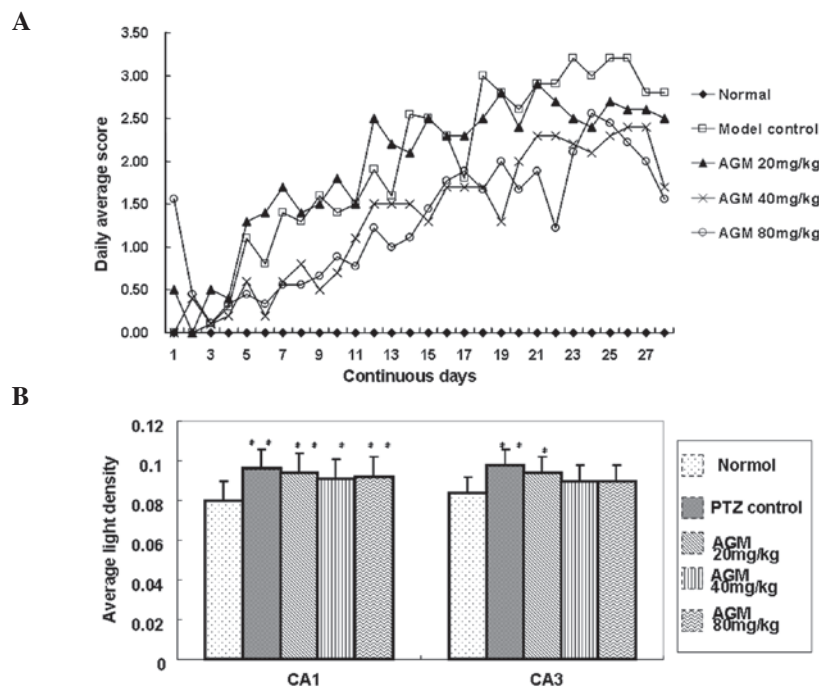 A
3.50
3.00
2.50
2.00
1.50
1.00
0.50
0.00
Daily average score
1 3 5 7 9 11 13 15 17 19 21 23 25 27
Continuous days
Normal
Model control
AGM 20mg/kg
AGM 40mg/kg
AGM 80mg/kg
B
0.12
0.1
0.08
0.06
0.04
0.02
0
Average light density
* * * * * * * * * *
CA1 CA3
Normol
PTZ control
AGM
20mg/kg
AGM
40mg/kg
AGM
80mg/kg